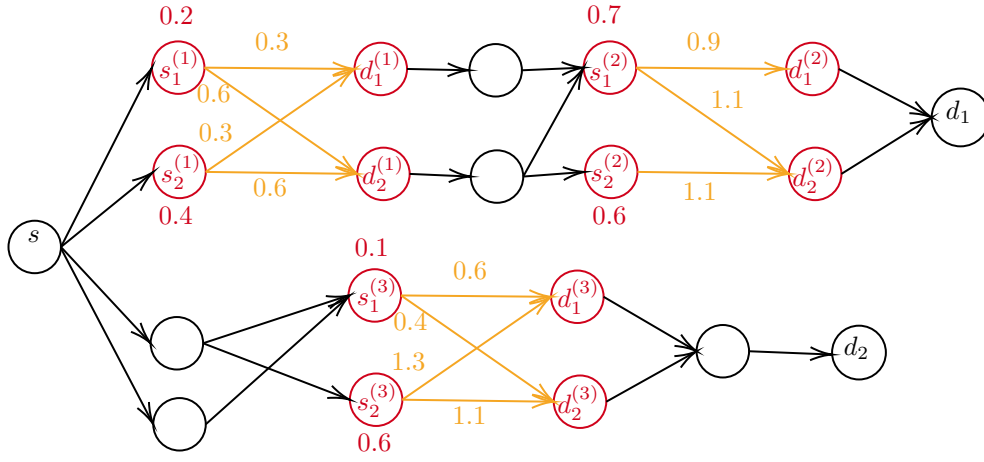 0.2
0.7
0.3
0.9
s_1^{(1)}
d_1^{(1)}
s_1^{(2)}
d_1^{(2)}
0.6
1.1
d_1
0.3
s_2^{(1)}
d_2^{(1)}
s_2^{(2)}
d_2^{(2)}
0.6
1.1
0.4
0.6
s
0.1
0.6
s_1^{(3)}
d_1^{(3)}
0.4
d_2
1.3
s_2^{(3)}
d_2^{(3)}
1.1
0.6